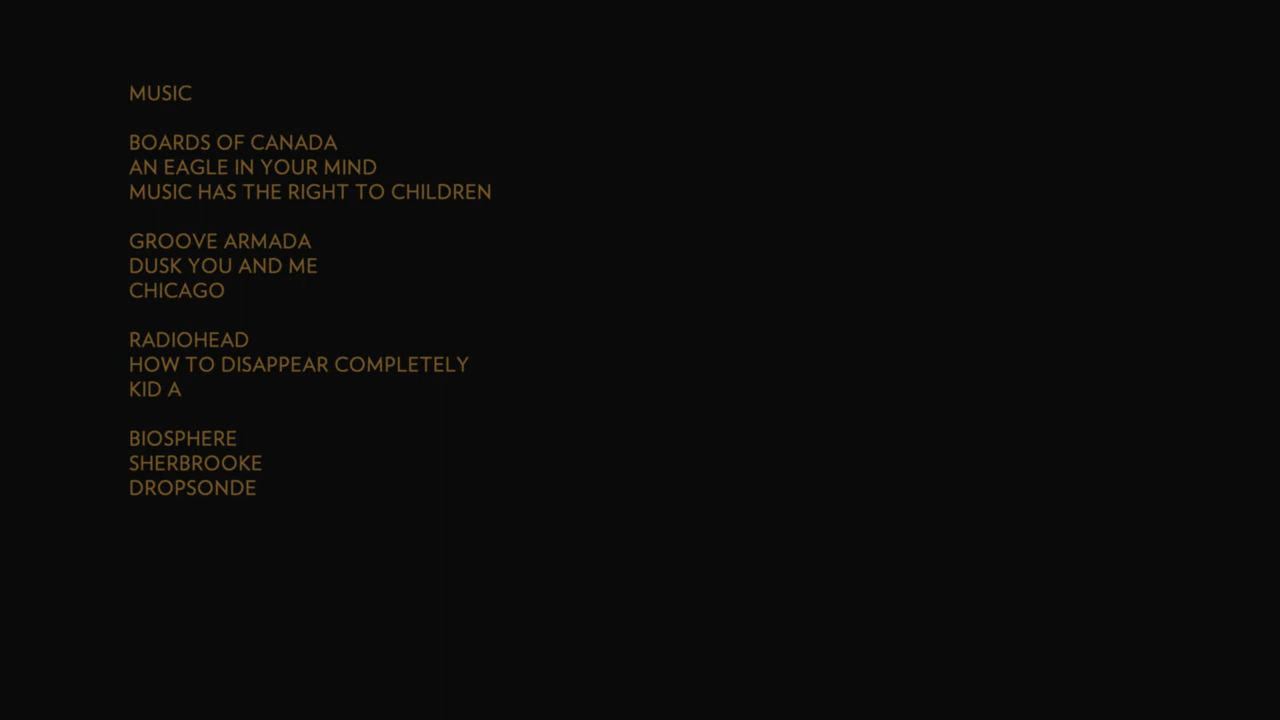 MUSIC
BOARDS OF CANADA
AN EAGLE IN YOUR MIND
MUSIC HAS THE RIGHT TO CHILDREN
GROOVE ARMADA
DUSK YOU AND ME
CHICAGO
RADIOHEAD
HOW TO DISAPPEAR COMPLETELY
KID A
BIOSPHERE
SHERBROOKE
DROPSONDE